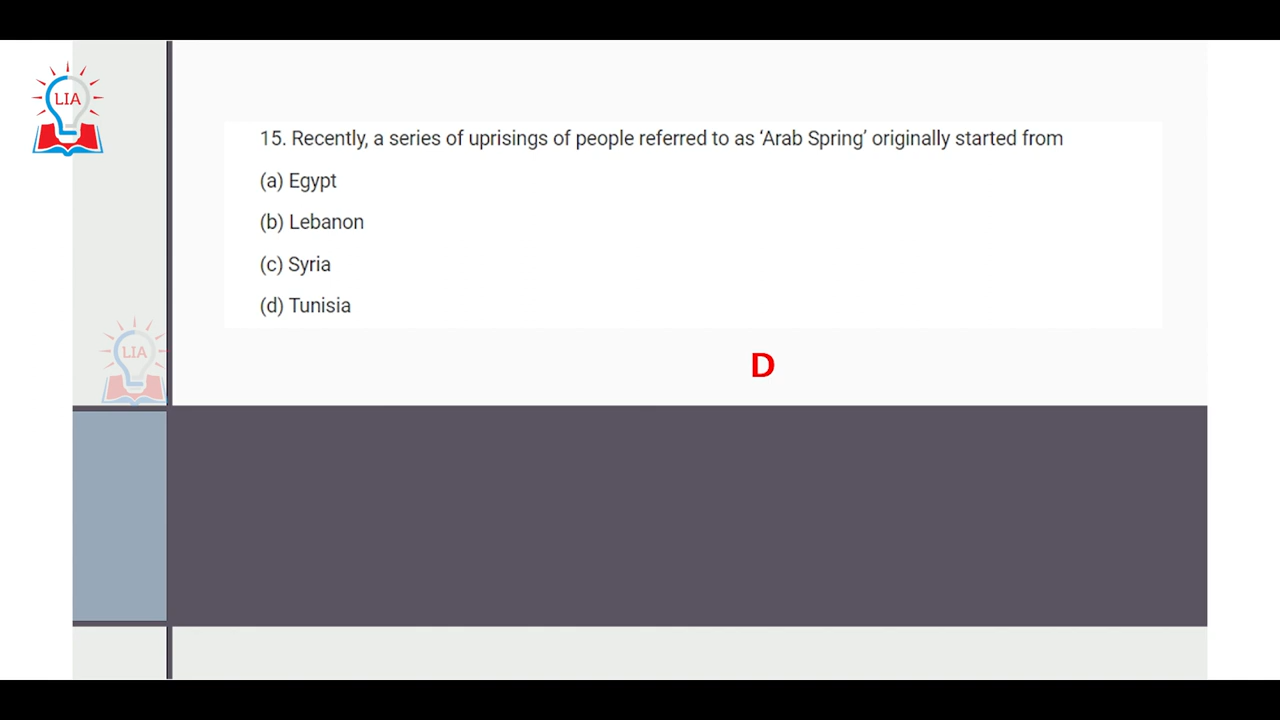 LIA
15. Recently, a series of uprisings of people referred to as ‘Arab Spring’ originally started from
(a) Egypt
(b) Lebanon
(c) Syria
(d) Tunisia
LIA
D